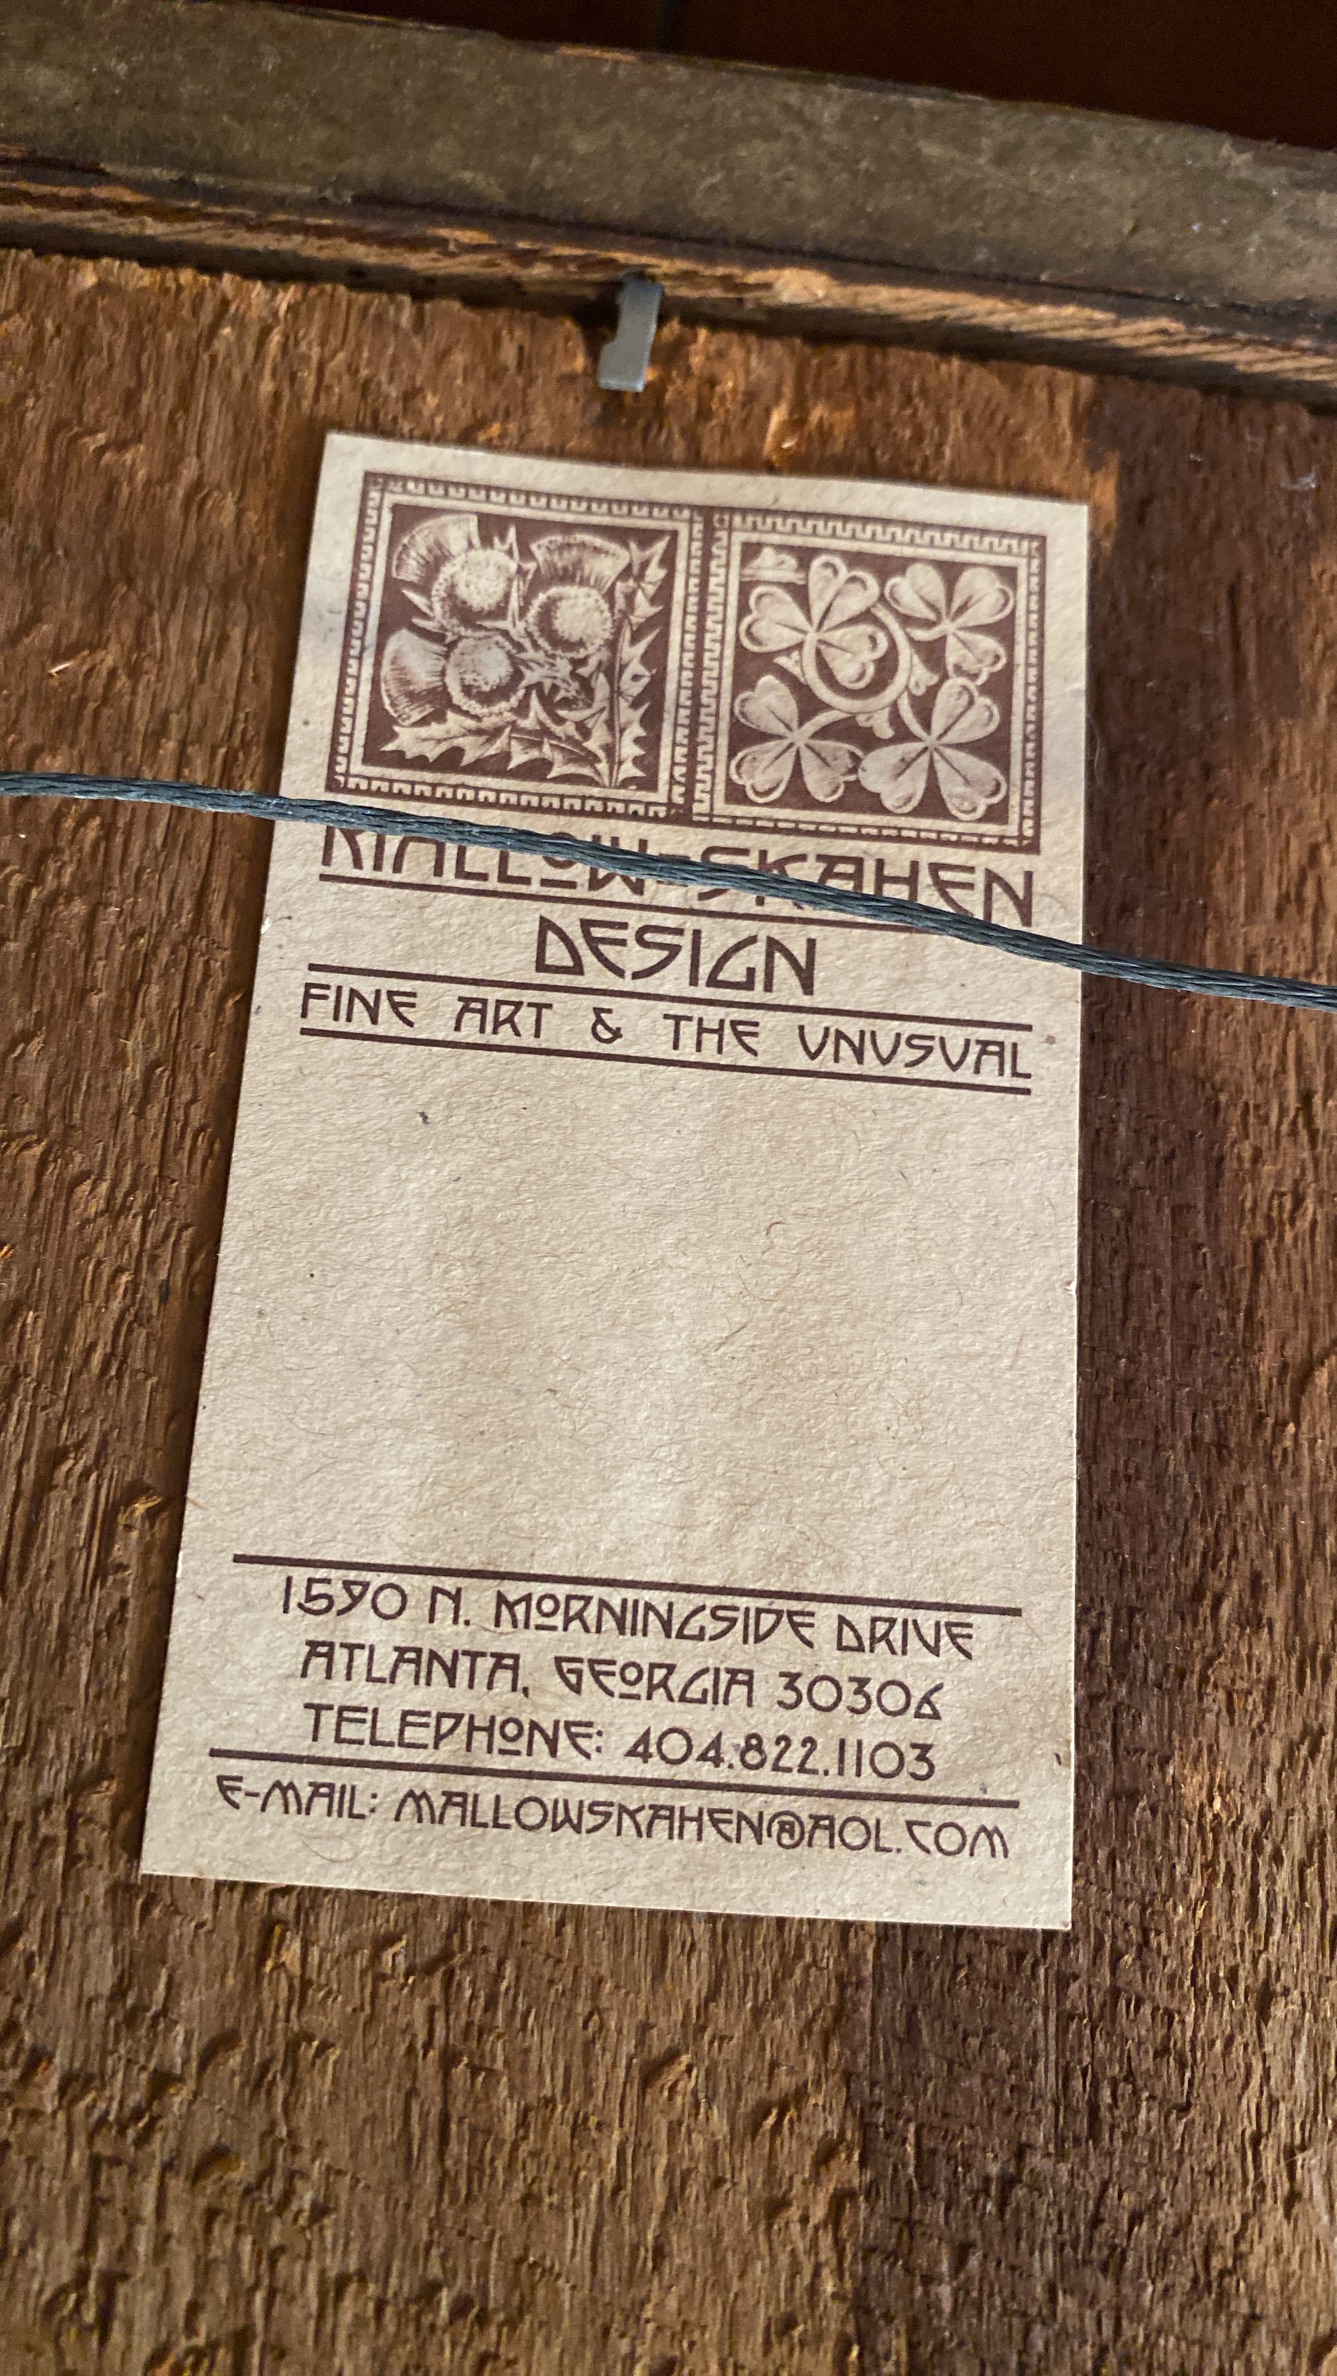 MALLOW-SKAHEN
DESIGN
FINE ART & THE UNUSUAL
1590 N. MORNINGSIDE DRIVE
ATLANTA, GEORGIA 30306
TELEPHONE: 404.822.1103
E-MAIL: MALLOWSKAHEN@AOL.COM